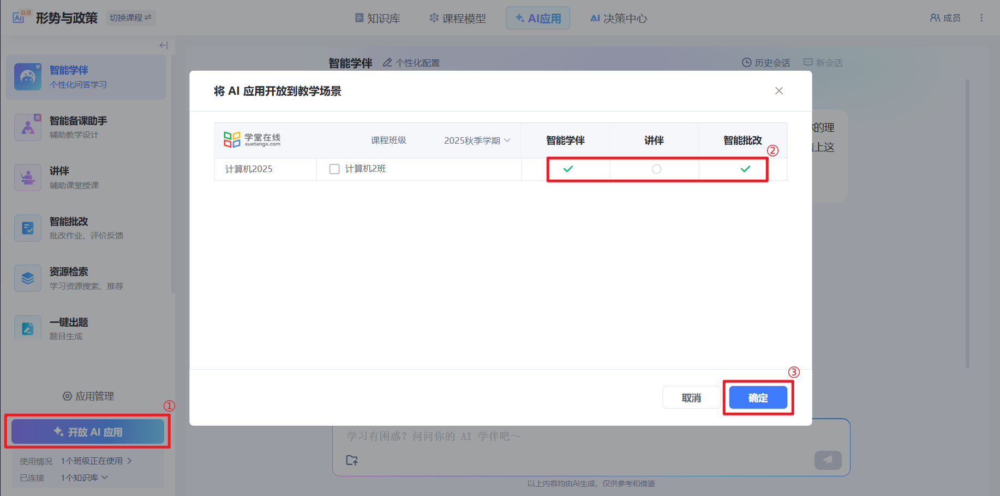 自建
AI
形势与政策
切换课程
知识库
课程模型
AI应用
AI 决策中心
成员
学
智能学伴
个性化问答学习
教
智能备课助手
辅助教学设计
讲伴
辅助课堂授课
智能批改
批改作业、评价反馈
资源检索
学习资源搜索、推荐
一键出题
题目生成
应用管理
①
开放 AI 应用
使用情况 1个班级正在使用
已连接 1个知识库
智能学伴 个性化配置
历史会话
新会话
的理
上这
将 AI 应用开放到教学场景
学堂在线
xuetangx.com
课程班级
2025秋季学期
智能学伴
讲伴
智能批改
②
计算机2025
计算机2班
③
取消
确定
学习有困惑？问问你的 AI 学伴吧～
以上内容均由AI生成，仅供参考和借鉴